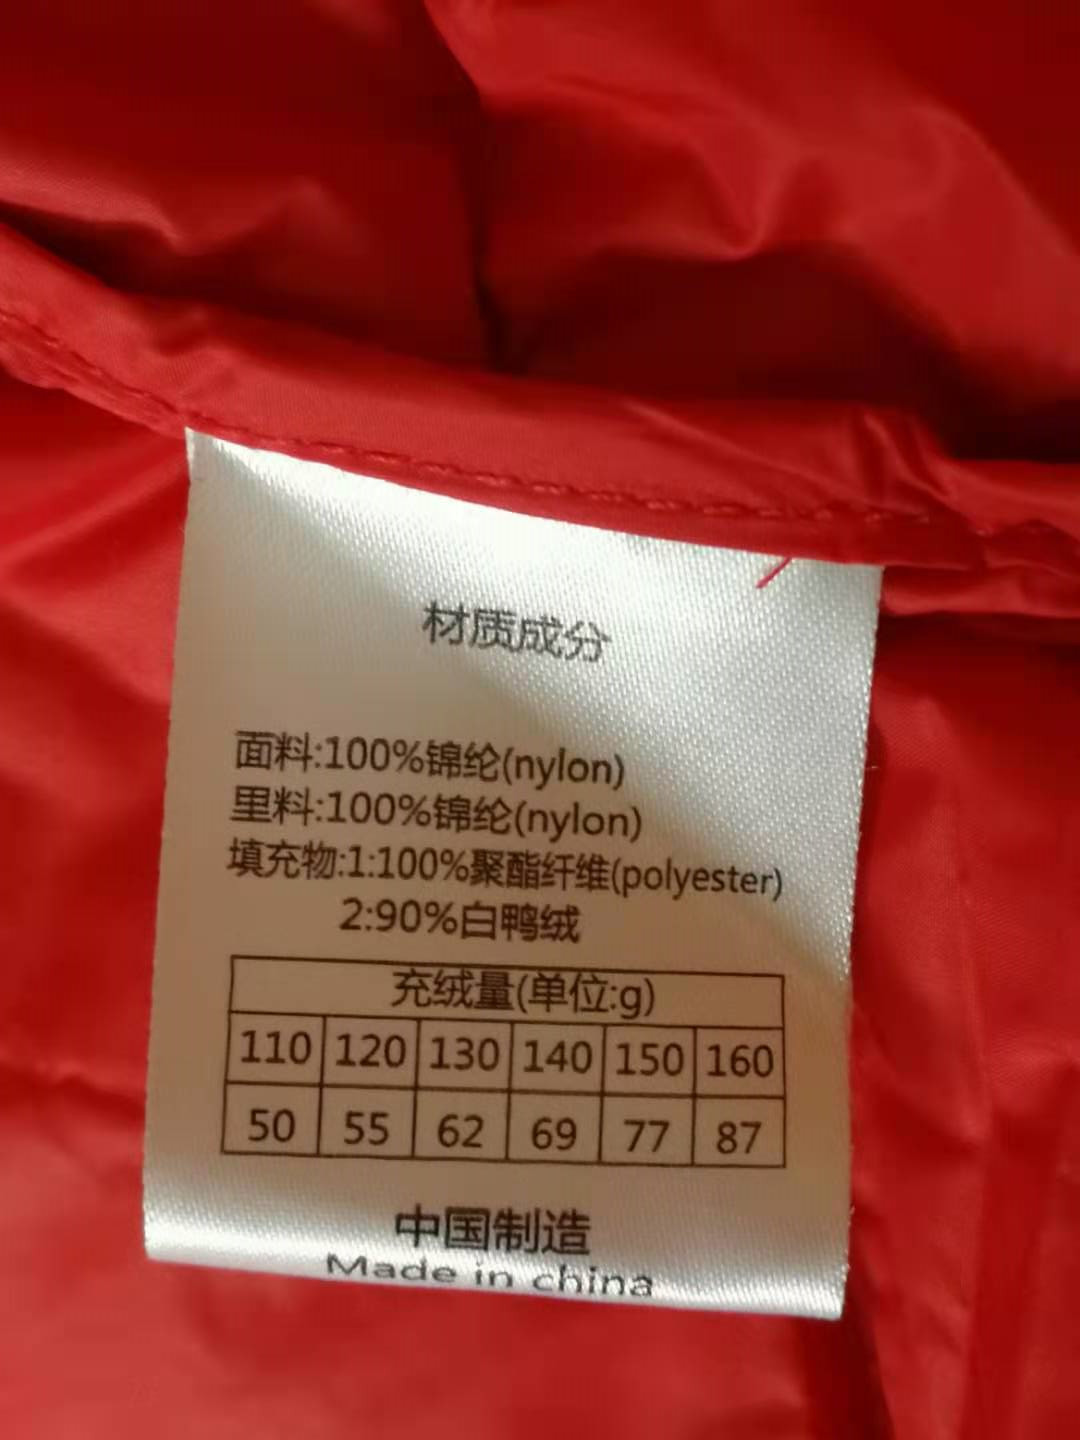 材质成分
面料:100%锦纶(nylon)
里料:100%锦纶(nylon)
填充物:1:100%聚酯纤维(polyester)
2:90%白鸭绒
充绒量(单位:g)
110 120 130 140 150 160
50 55 62 69 77 87
中国制造
Made in china